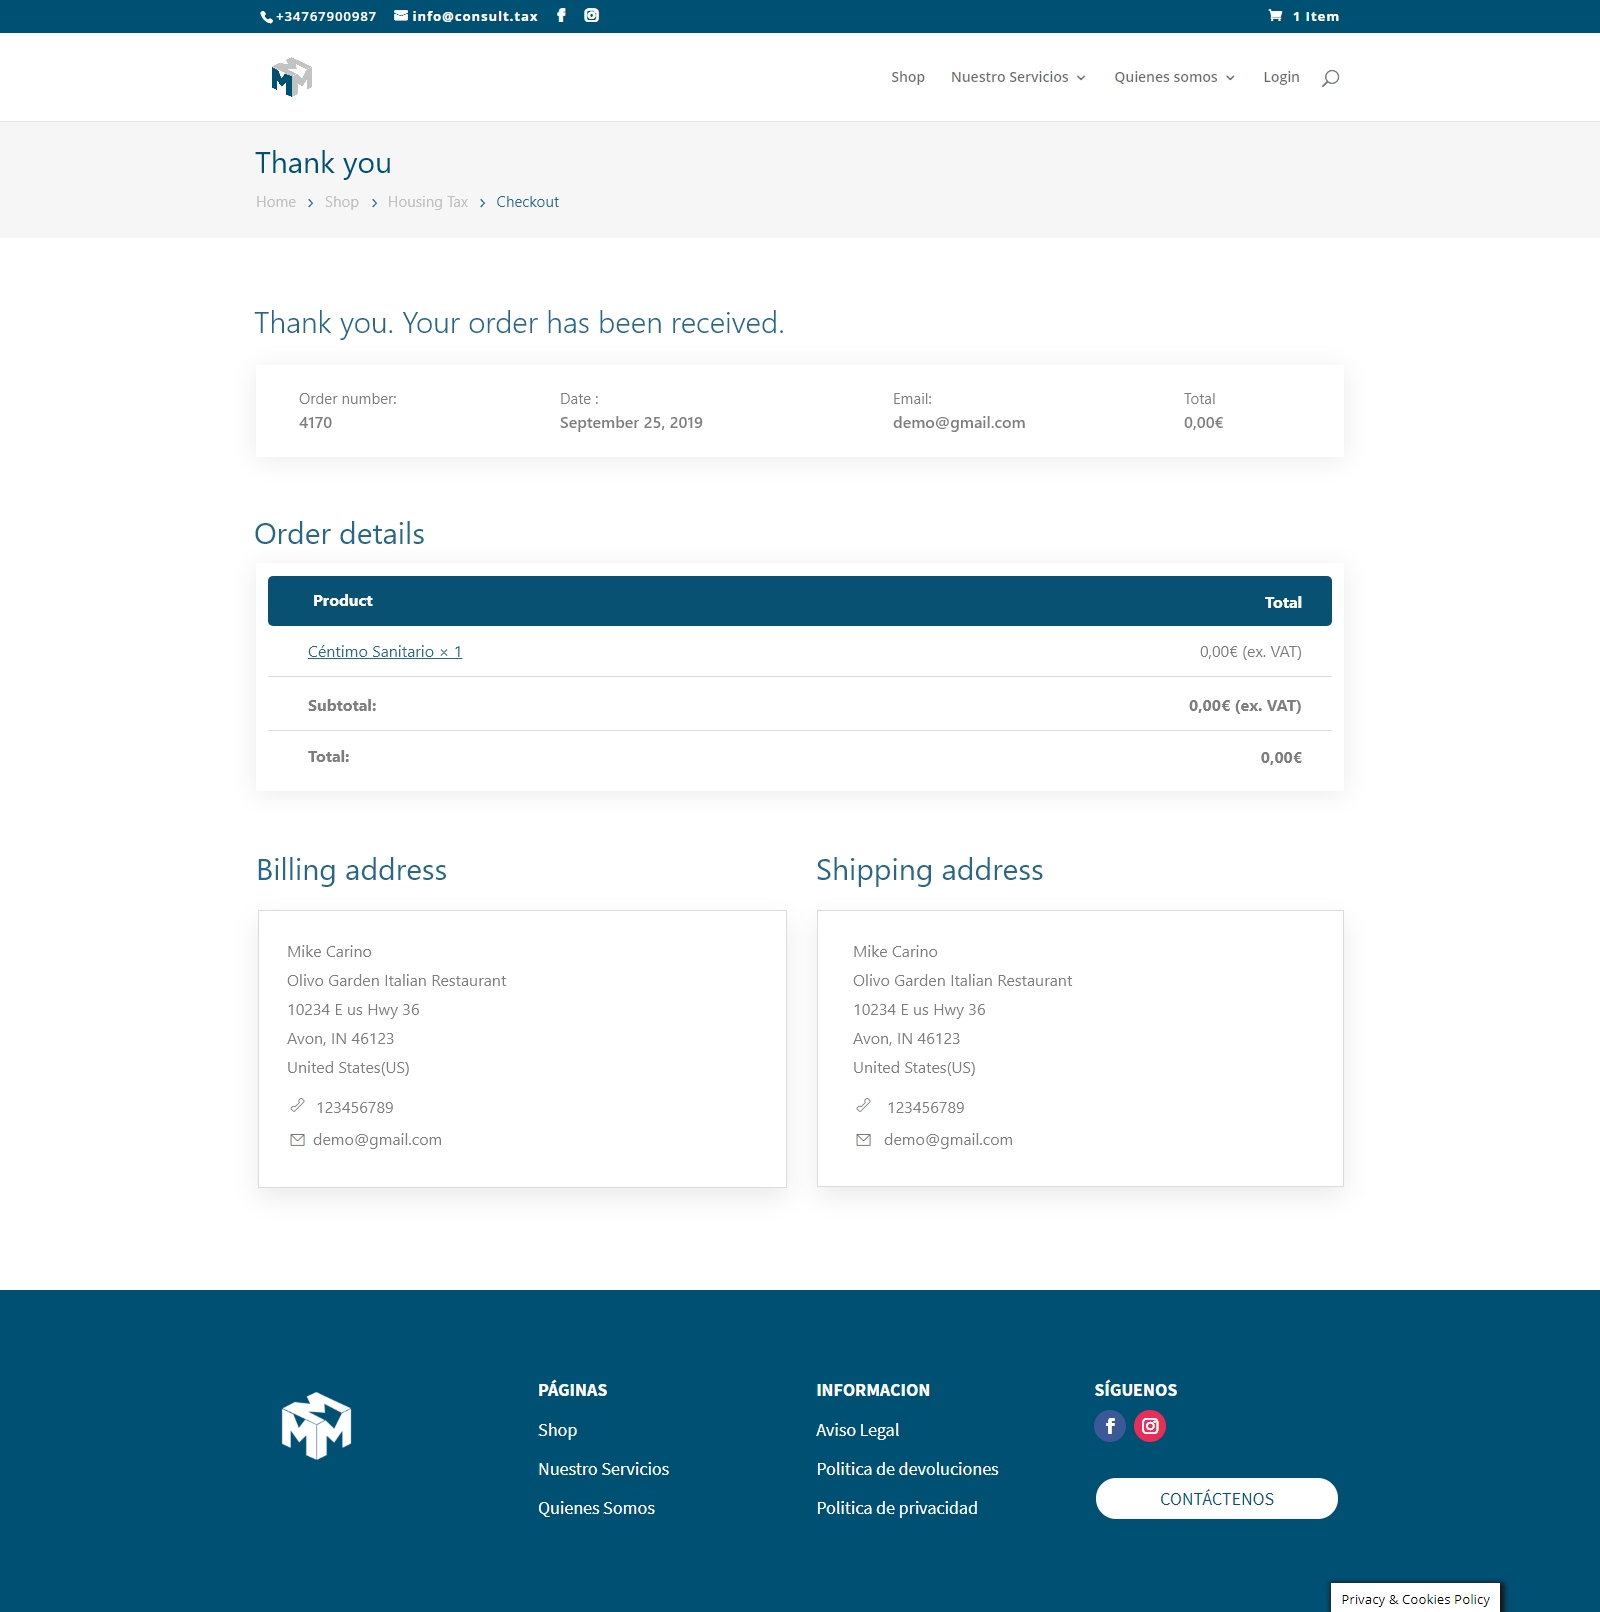 +34767900987 info@consult.tax 1 Item
Shop Nuestro Servicios Quienes somos Login
Thank you
Home > Shop > Housing Tax > Checkout
Thank you. Your order has been received.
Order number: Date : Email: Total
4170 September 25, 2019 demo@gmail.com 0,00€
Order details
Product Total
Céntimo Sanitario × 1 0,00€ (ex. VAT)
Subtotal: 0,00€ (ex. VAT)
Total: 0,00€
Billing address
Mike Carino
Olivo Garden Italian Restaurant
10234 E us Hwy 36
Avon, IN 46123
United States(US)
123456789
demo@gmail.com
Shipping address
Mike Carino
Olivo Garden Italian Restaurant
10234 E us Hwy 36
Avon, IN 46123
United States(US)
123456789
demo@gmail.com
PÁGINAS
Shop
Nuestro Servicios
Quienes Somos
INFORMACION
Aviso Legal
Politica de devoluciones
Politica de privacidad
SÍGUENOS
CONTÁCTENOS
Privacy & Cookies Policy